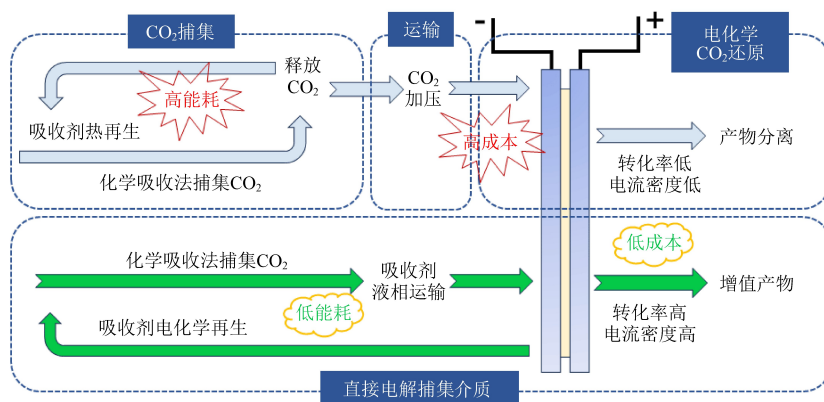 CO₂捕集
运输
-
+
电化学
CO₂还原
释放
CO₂
高能耗
吸收剂热再生
化学吸收法捕集CO₂
CO₂
加压
高成本
产物分离
转化率低
电流密度低
化学吸收法捕集CO₂
吸收剂
液相运输
低能耗
吸收剂电化学再生
低成本
增值产物
转化率高
电流密度高
直接电解捕集介质